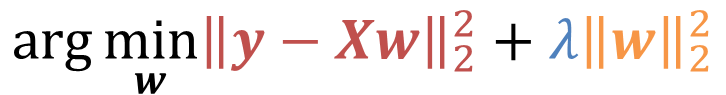 arg min_w ‖y − Xw‖₂² + λ‖w‖₂²